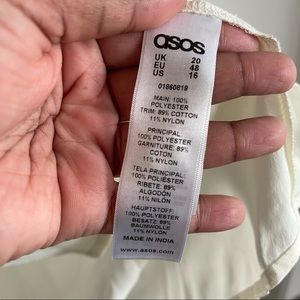 asos
UK 20
EU 48
US 16
01860819
MAIN: 100%
POLYESTER
TRIM: 89% COTTON
11% NYLON
PRINCIPAL
100% POLYESTER
GARNITURE: 89%
COTON
11% NYLON
TELA PRINCIPAL:
100% POLIÉSTER
RIBETE: 89%
ALGODÓN
11% NILÓN
HAUPTSTOFF:
100% POLYESTER
BESATZ: 89%
BAUMWOLLE
11% NYLON
MADE IN INDIA
www.asos.com